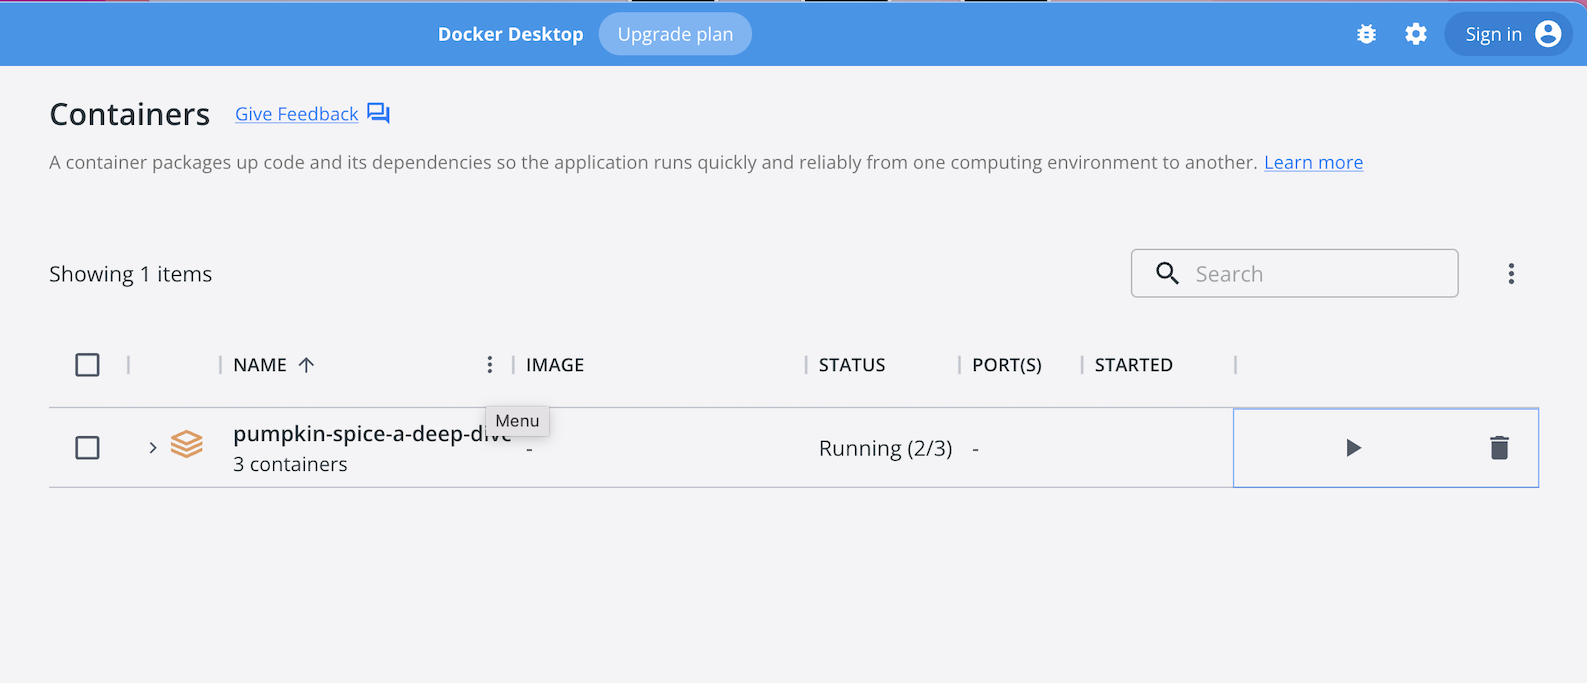 Docker Desktop Upgrade plan Sign in
Containers Give Feedback
A container packages up code and its dependencies so the application runs quickly and reliably from one computing environment to another. Learn more
Showing 1 items Search
NAME IMAGE STATUS PORT(S) STARTED
Menu
pumpkin-spice-a-deep-dive
3 containers - Running (2/3) -